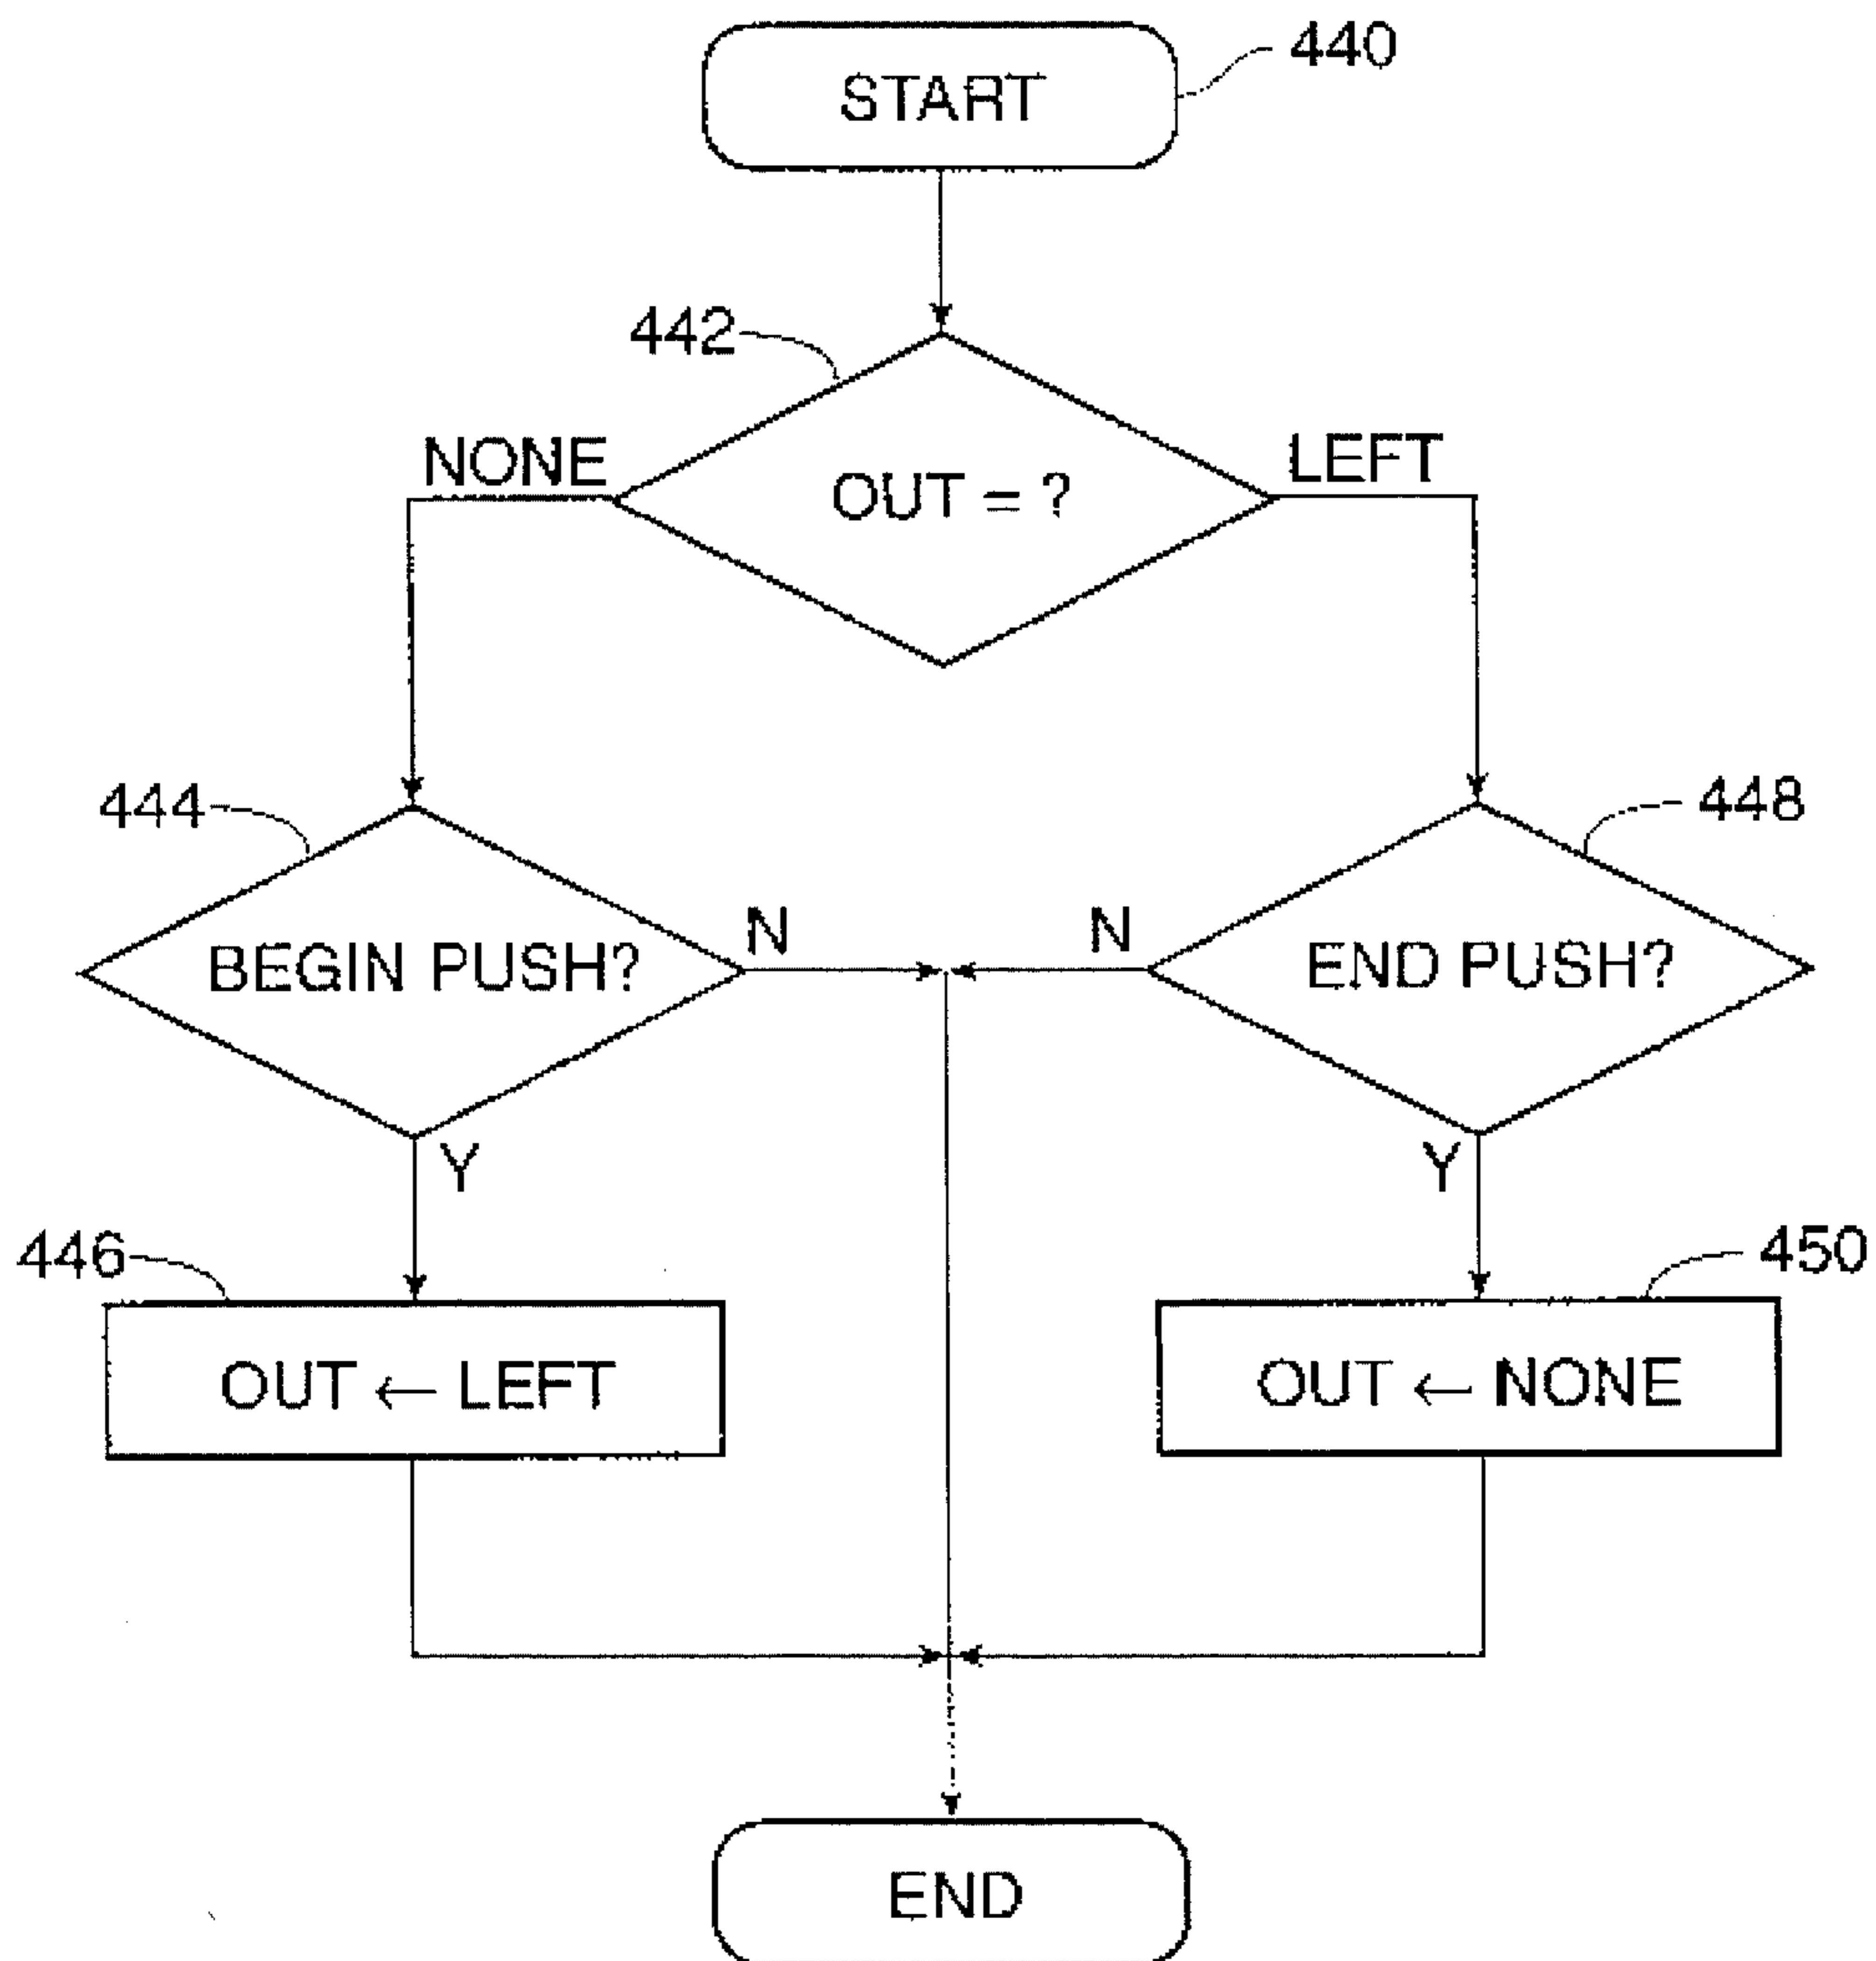 START
440
442
NONE
OUT = ?
LEFT
444
BEGIN PUSH?
N
N
END PUSH?
448
Y
Y
446
OUT ← LEFT
450
OUT ← NONE
END